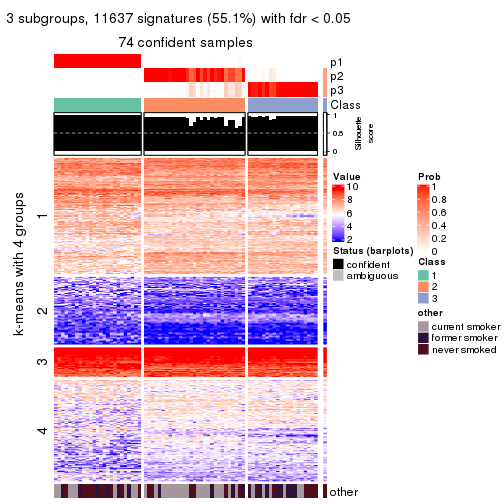 3 subgroups, 11637 signatures (55.1%) with fdr < 0.05
74 confident samples
p1
p2
p3
Class
1
0.5
0
Silhouette
score
k-means with 4 groups
1
2
3
4
other
Value
10
8
6
4
2
Status (barplots)
confident
ambiguous
Prob
1
0.8
0.6
0.4
0.2
0
Class
1
2
3
other
current smoker
former smoker
never smoked